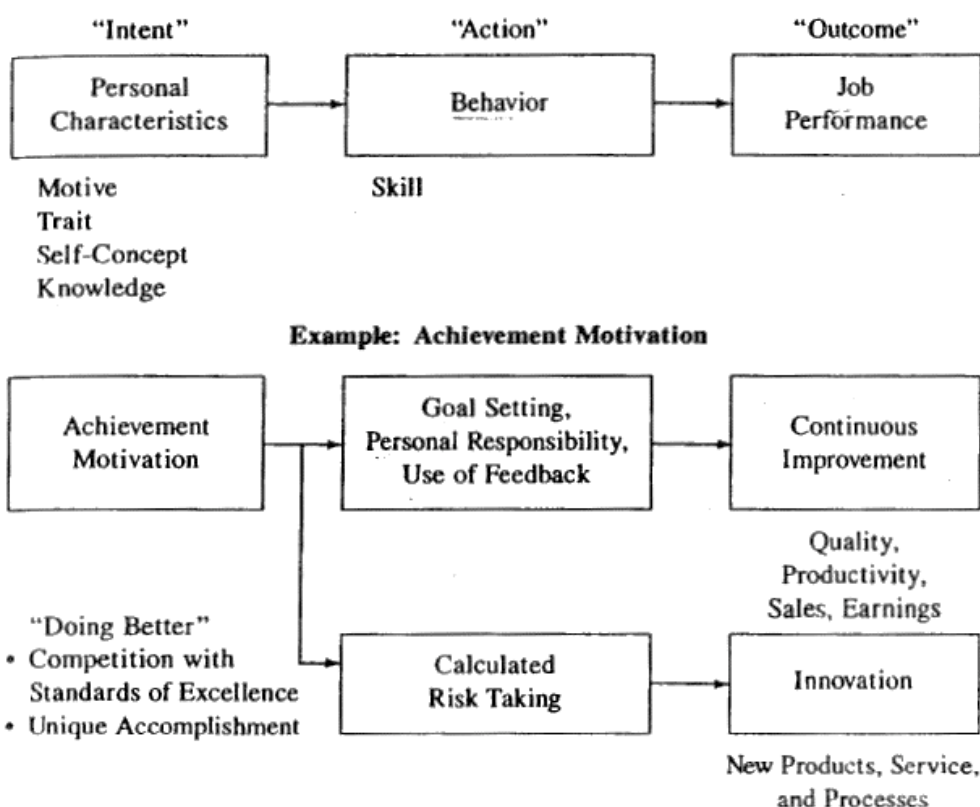 “Intent”
“Action”
“Outcome”
Personal
Characteristics
Behavior
Job
Performance
Motive
Trait
Self-Concept
Knowledge
Skill
Example: Achievement Motivation
Achievement
Motivation
Goal Setting,
Personal Responsibility,
Use of Feedback
Continuous
Improvement
Quality,
Productivity,
Sales, Earnings
“Doing Better”
• Competition with
Standards of Excellence
• Unique Accomplishment
Calculated
Risk Taking
Innovation
New Products, Service,
and Processes